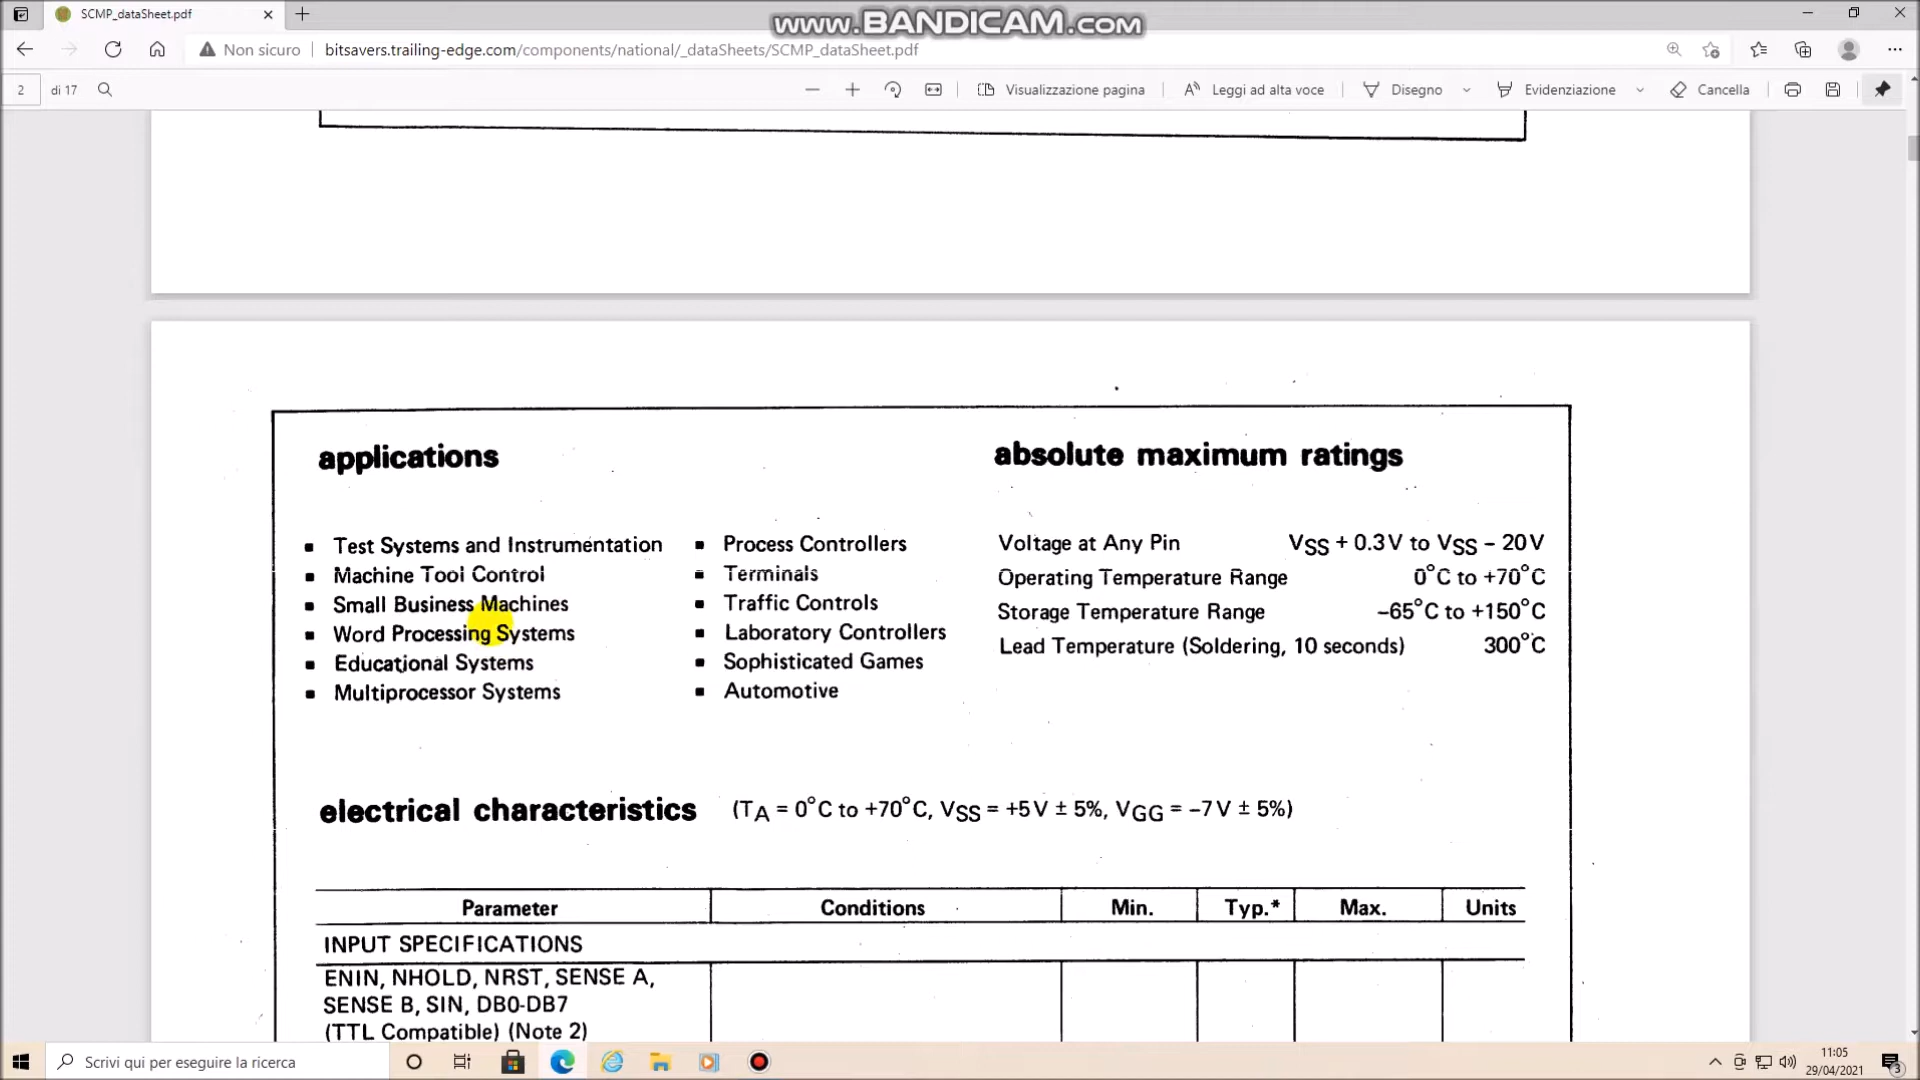 SCMP_dataSheet.pdf
www.BANDICAM.com
Non sicuro
bitsavers.trailing-edge.com/components/national/_dataSheets/SCMP_dataSheet.pdf
2 di 17
Visualizzazione pagina
Leggi ad alta voce
Disegno
Evidenziazione
Cancella
applications
▪ Test Systems and Instrumentation
▪ Machine Tool Control
▪ Small Business Machines
▪ Word Processing Systems
▪ Educational Systems
▪ Multiprocessor Systems
▪ Process Controllers
▪ Terminals
▪ Traffic Controls
▪ Laboratory Controllers
▪ Sophisticated Games
▪ Automotive
absolute maximum ratings
Voltage at Any Pin VSS + 0.3 V to VSS – 20 V
Operating Temperature Range 0°C to +70°C
Storage Temperature Range –65°C to +150°C
Lead Temperature (Soldering, 10 seconds) 300°C
electrical characteristics (TA = 0°C to +70°C, VSS = +5 V ± 5%, VGG = –7 V ± 5%)
Parameter Conditions Min. Typ.* Max. Units
INPUT SPECIFICATIONS
ENIN, NHOLD, NRST, SENSE A,
SENSE B, SIN, DB0-DB7
(TTL Compatible) (Note 2)
Scrivi qui per eseguire la ricerca
11:05
29/04/2021
3